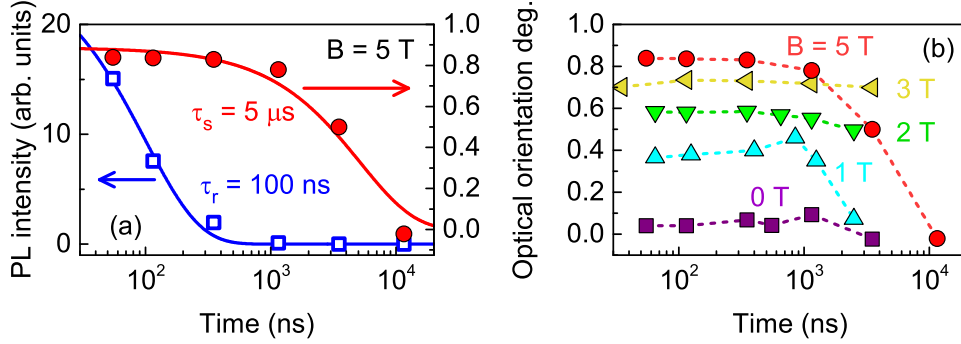 PL intensity (arb. units)
20
10
0
B = 5 T
τs = 5 μs
τr = 100 ns
(a)
1.0
0.8
0.6
0.4
0.2
0.0
10² 10³ 10⁴
Time (ns)
Optical orientation deg.
1.0
0.8
0.6
0.4
0.2
0.0
B = 5 T
(b)
3 T
2 T
1 T
0 T
10² 10³ 10⁴
Time (ns)